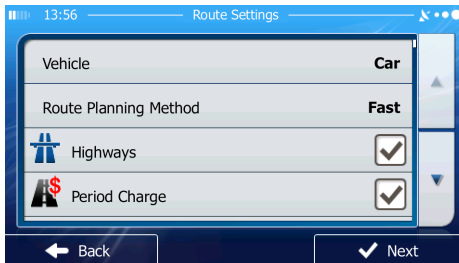 13:56 Route Settings
Vehicle Car
Route Planning Method Fast
Highways
$ Period Charge
Back Next